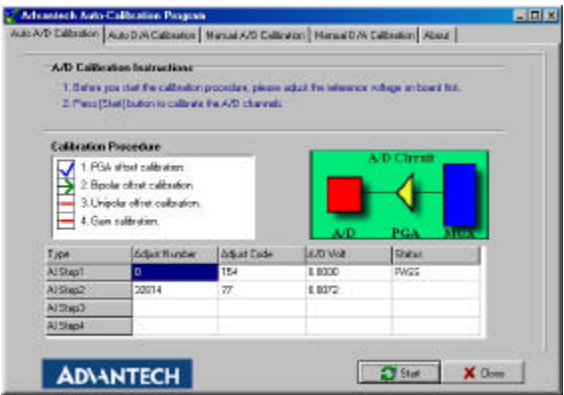 Advantech Auto-Calibration Program
Auto A/D Calibration Auto D/A Calibration Manual A/D Calibration Manual D/A Calibration About
A/D Calibration Instructions
1. Before you start the calibration procedure, please adjust the reference voltage on board first.
2. Press [Start] button to calibrate the A/D channels.
Calibration Procedure
1. PGA offset calibration.
2. Bipolar offset calibration.
3. Unipolar offset calibration.
4. Gain calibration.
A/D Circuit
A/D PGA MUX
Type Adjust Number Adjust Code A/D Volt Status
AI Step1 0 154 0.0000 PASS
AI Step2 32814 77 0.0072
AI Step3
AI Step4
ADVANTECH
Start Close